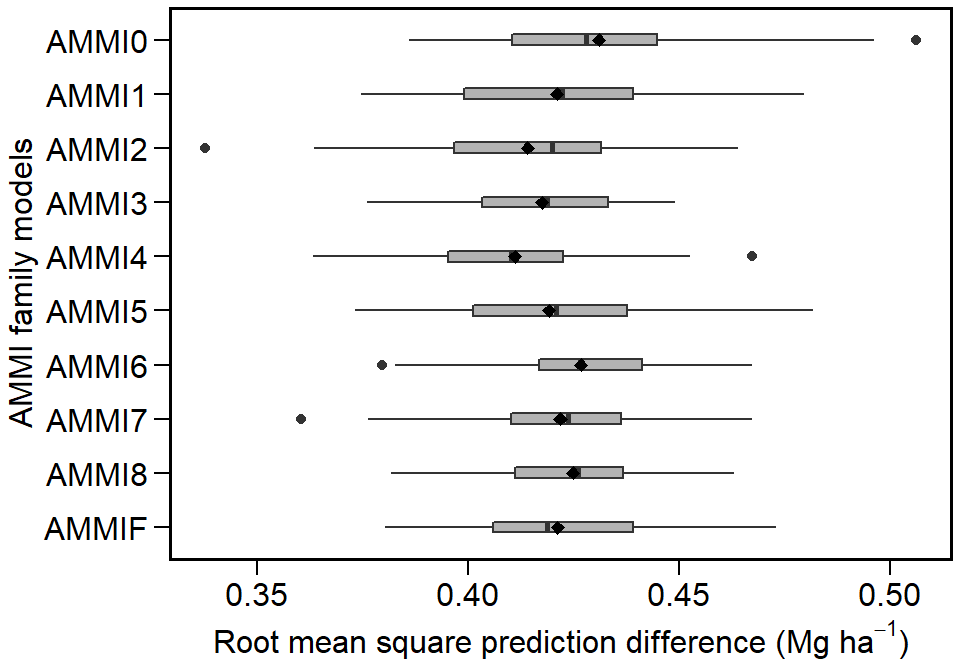 AMMI family models
AMMI0
AMMI1
AMMI2
AMMI3
AMMI4
AMMI5
AMMI6
AMMI7
AMMI8
AMMIF
0.35 0.40 0.45 0.50
Root mean square prediction difference (Mg ha⁻¹)